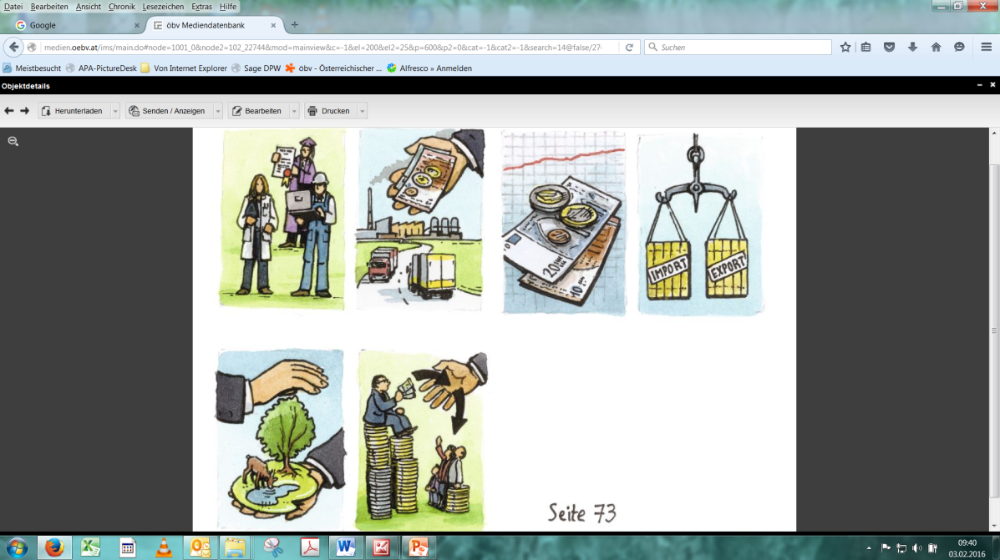 Datei Bearbeiten Ansicht Chronik Lesezeichen Extras Hilfe
Google
öbv Mediendatenbank
medien.oebv.at/ims/main.do#node=1001_0&node2=102_22744&mod=mainview&c=-1&el=200&el2=25&p=600&p2=0&cat=-1&cat2=-1&search=14@false/27
Suchen
Meistbesucht APA-PictureDesk Von Internet Explorer Sage DPW öbv - Österreichischer ... Alfresco » Anmelden
Objektdetails
Herunterladen Senden / Anzeigen Bearbeiten Drucken
IMPORT EXPORT
20
10
Seite 73
09:40
03.02.2016